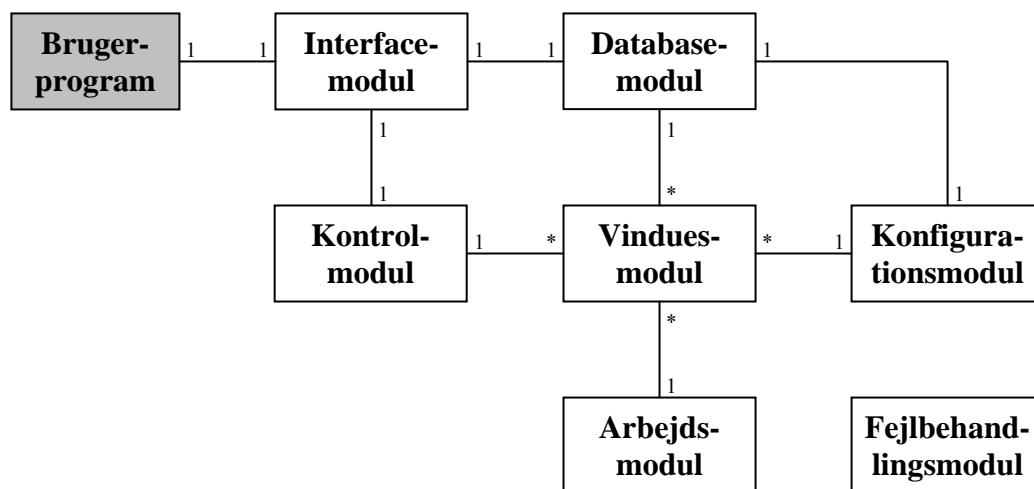 Bruger-
program
1
1
Interface-
modul
1
1
Database-
modul
1
1
1
1
*
1
Kontrol-
modul
1
*
Vindues-
modul
*
1
Konfigura-
tionsmodul
*
1
Arbejds-
modul
Fejlbehand-
lingsmodul